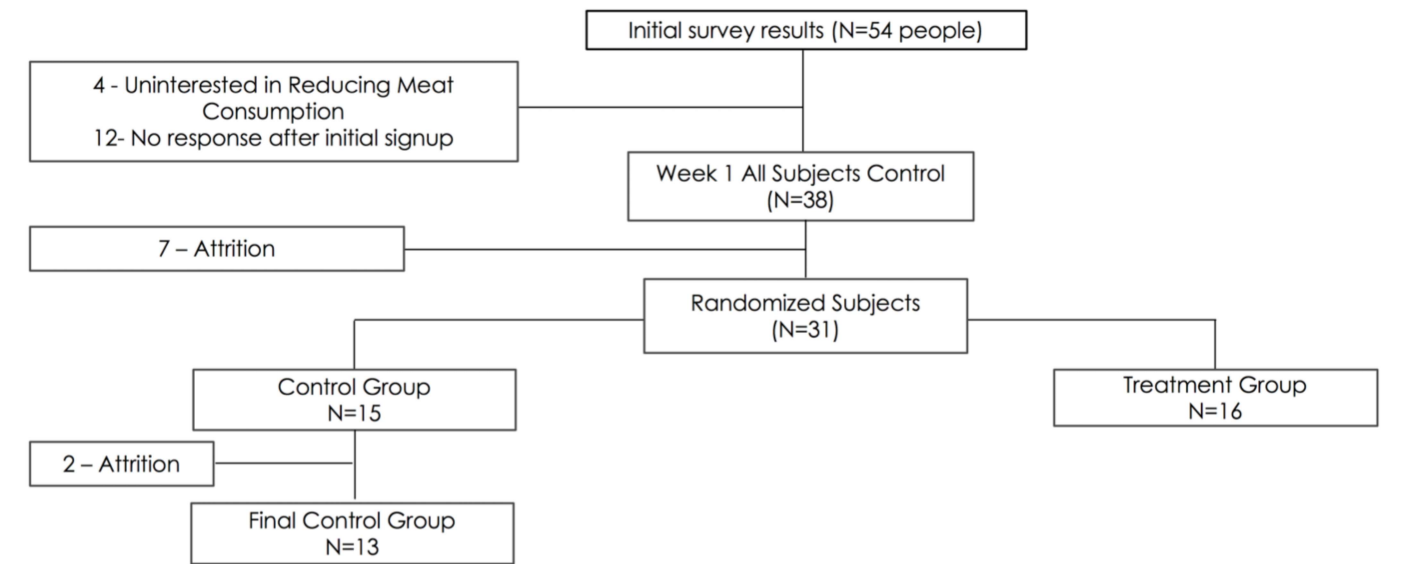 Initial survey results (N=54 people)
4 - Uninterested in Reducing Meat
Consumption
12- No response after initial signup
Week 1 All Subjects Control
(N=38)
7 – Attrition
Randomized Subjects
(N=31)
Control Group
N=15
Treatment Group
N=16
2 – Attrition
Final Control Group
N=13